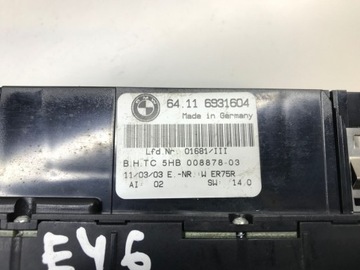 BMW
64.11 6931604
Made in Germany
Lfd.Nr. 01681/III
B.H.TC 5HB 008878-03
11/03/03 E.-NR. W ER75R
AI: 02 SW: 14.0
E46